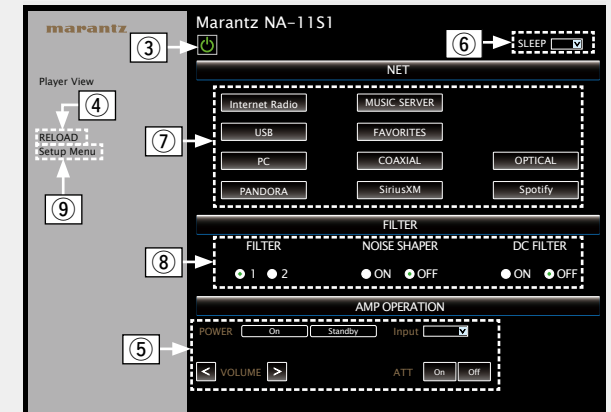 marantz
Marantz NA-11S1
③
⑥
SLEEP
NET
Player View
④
Internet Radio
MUSIC SERVER
RELOAD
⑦
USB
FAVORITES
Setup Menu
PC
COAXIAL
OPTICAL
PANDORA
SiriusXM
Spotify
⑨
FILTER
FILTER
NOISE SHAPER
DC FILTER
⑧
1 2
ON OFF
ON OFF
AMP OPERATION
POWER On Standby Input
⑤
< VOLUME >
ATT On Off